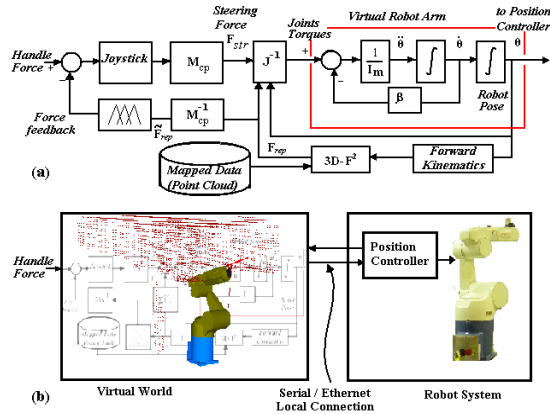 Steering Force
F_str
Joints Torques
Virtual Robot Arm
to Position Controller
Handle Force
+
−
Joystick
M_cp
J^-1
+
−
1/I_m
θ̈
∫
θ̇
∫
θ
Robot Pose
β
Force feedback
F̃_rep
M_cp^-1
F_rep
3D-F²
Forward Kinematics
Mapped Data (Point Cloud)
(a)
Handle Force
Position Controller
(b)
Virtual World
Serial / Ethernet
Local Connection
Robot System